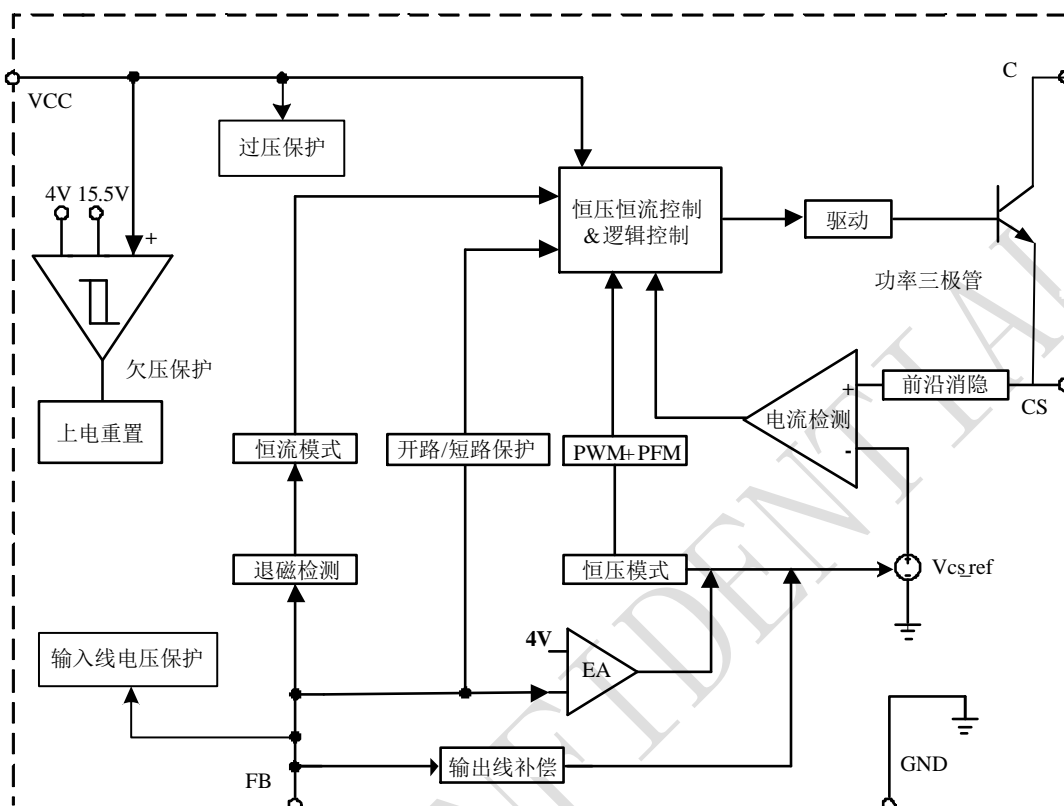 C
VCC
过压保护
4V 15.5V
+
恒压恒流控制
&逻辑控制
驱动
功率三极管
欠压保护
上电重置
+
前沿消隐
CS
电流检测
-
恒流模式
开路/短路保护
PWM+PFM
退磁检测
恒压模式
+
-
Vcs_ref
4V
EA
输入线电压保护
输出线补偿
FB
GND
CONFIDENTIAL